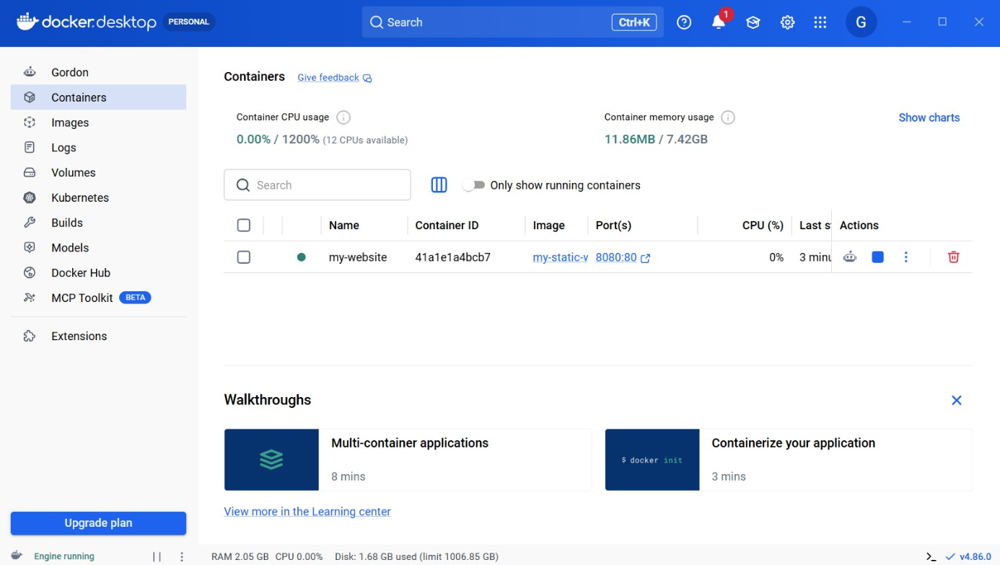 docker.desktop PERSONAL
Search Ctrl+K
1
G
Gordon
Containers
Images
Logs
Volumes
Kubernetes
Builds
Models
Docker Hub
MCP Toolkit BETA
Extensions
Upgrade plan
Containers Give feedback
Container CPU usage
0.00% / 1200% (12 CPUs available)
Container memory usage
11.86MB / 7.42GB
Show charts
Search
Only show running containers
Name Container ID Image Port(s) CPU (%) Last s Actions
my-website 41a1e1a4bcb7 my-static-v 8080:80 0% 3 minu
Walkthroughs
Multi-container applications
8 mins
$ docker init
Containerize your application
3 mins
View more in the Learning center
Engine running
RAM 2.05 GB CPU 0.00% Disk: 1.68 GB used (limit 1006.85 GB)
v4.86.0